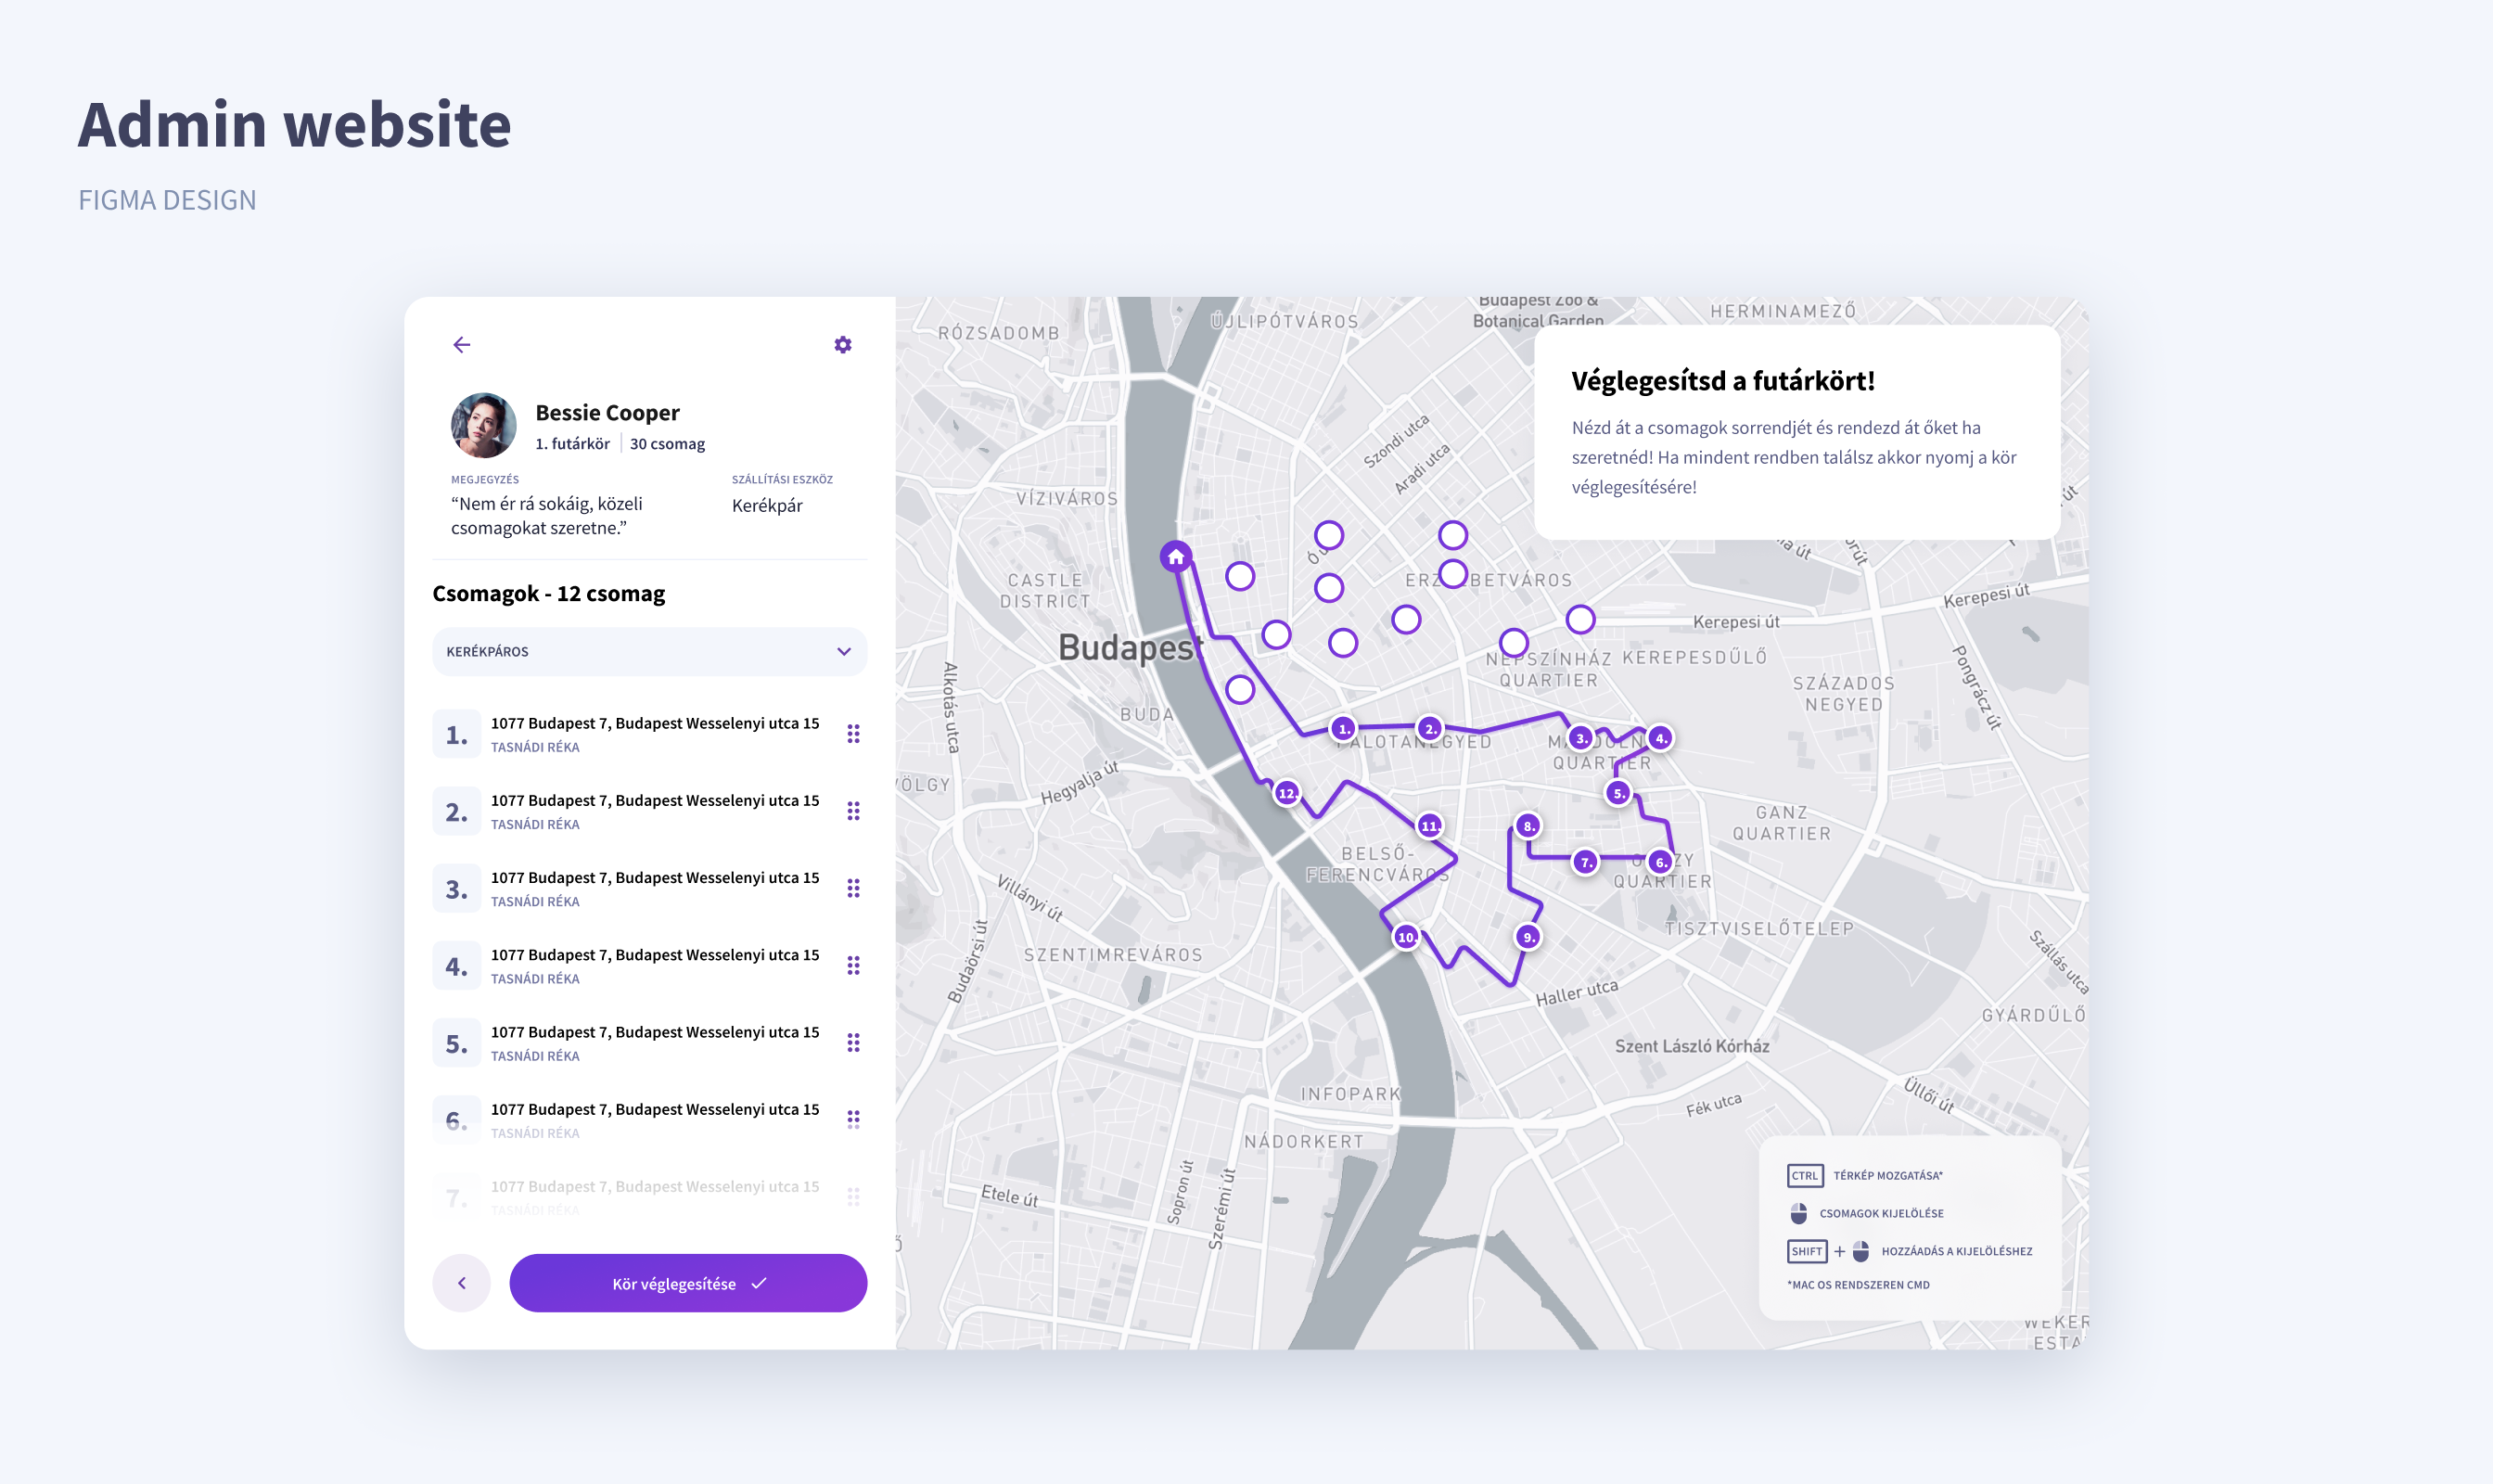 Admin website
FIGMA DESIGN
Bessie Cooper
1. futárkör
30 csomag
MEGJEGYZÉS
“Nem ér rá sokáig, közeli
csomagokat szeretne.”
SZÁLLÍTÁSI ESZKÖZ
Kerékpár
Csomagok - 12 csomag
KERÉKPÁROS
1.
1077 Budapest 7, Budapest Wesselenyi utca 15
TASNÁDI RÉKA
2.
1077 Budapest 7, Budapest Wesselenyi utca 15
TASNÁDI RÉKA
3.
1077 Budapest 7, Budapest Wesselenyi utca 15
TASNÁDI RÉKA
4.
1077 Budapest 7, Budapest Wesselenyi utca 15
TASNÁDI RÉKA
5.
1077 Budapest 7, Budapest Wesselenyi utca 15
TASNÁDI RÉKA
6.
1077 Budapest 7, Budapest Wesselenyi utca 15
TASNÁDI RÉKA
7.
1077 Budapest 7, Budapest Wesselenyi utca 15
TASNÁDI RÉKA
Kör véglegesítése
Véglegesítsd a futárkört!
Nézd át a csomagok sorrendjét és rendezd át őket ha
szeretnéd! Ha mindent rendben találsz akkor nyomj a kör
véglegesítésére!
RÓZSADOMB
ÚJLIPÓTVÁROS
Budapest Zoo &
Botanical Garden
HERMINAMEZŐ
Szondi utca
Aradi utca
VÍZIVÁROS
CASTLE
DISTRICT
Budapest
BUDA
Alkotás utca
Hegyalja út
Villányi út
Budaörsi út
SZENTIMREVÁROS
Kerepesi út
Kerepesi út
NÉPSZÍNHÁZ
QUARTIER
KEREPESDŰLŐ
SZÁZADOS
NEGYED
Pongrácz út
QUARTIER
GANZ
QUARTIER
BELSŐ-
FERENCVÁROS
QUARTIER
TISZTVISELŐTELEP
Szállás utca
GYÁRDŰLŐ
Haller utca
Szent László Kórház
Üllői út
Fék utca
INFOPARK
NÁDORKERT
Etele út
Sopron út
Szerémi út
1.
2.
3.
4.
5.
6.
7.
8.
9.
10.
11.
12.
CTRL
TÉRKÉP MOZGATÁSA*
CSOMAGOK KIJELÖLÉSE
SHIFT + HOZZÁADÁS A KIJELÖLÉSHEZ
*MAC OS RENDSZEREN CMD